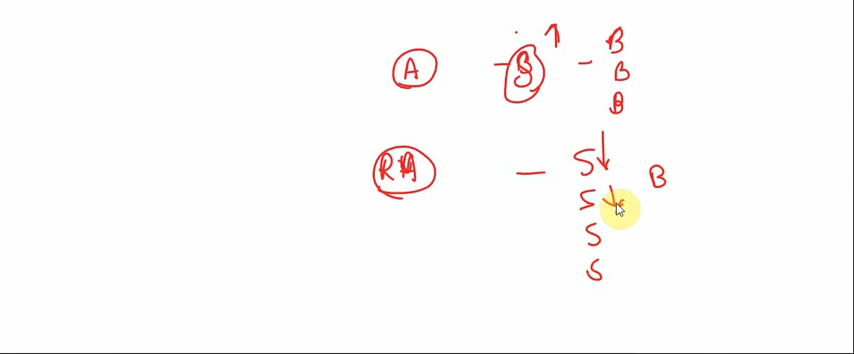 A - B ↑ - B
B
B
RA - S ↓
S ↓ B
S
S